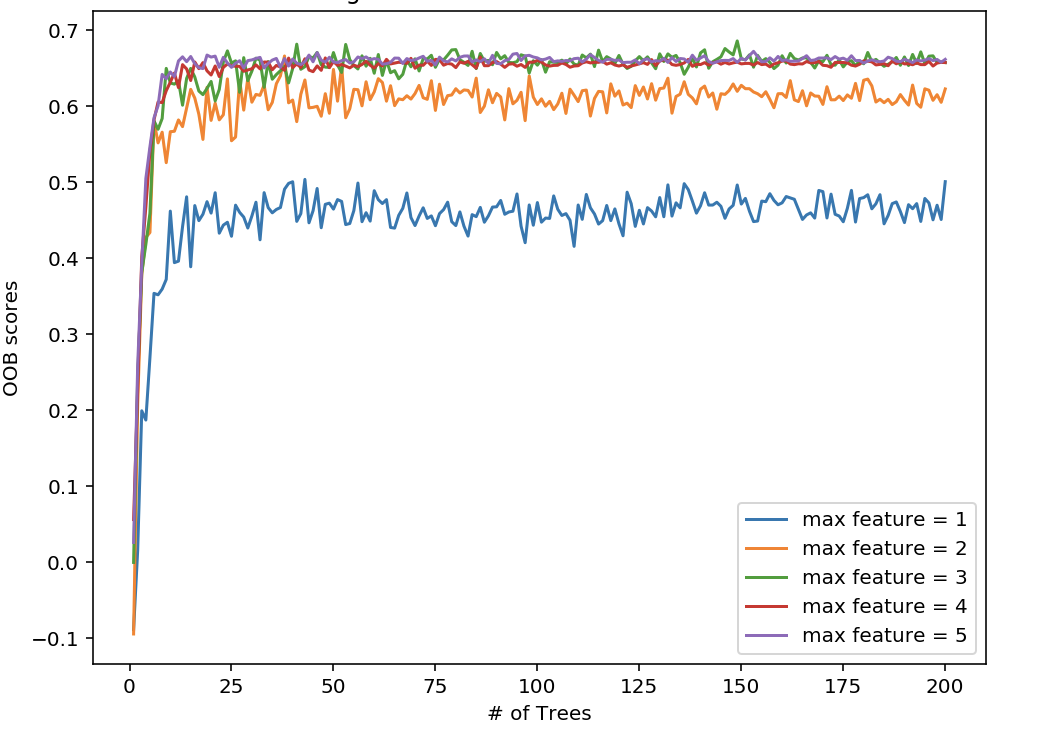 0.7
0.6
0.5
0.4
0.3
0.2
0.1
0.0
−0.1
OOB scores
0 25 50 75 100 125 150 175 200
# of Trees
max feature = 1
max feature = 2
max feature = 3
max feature = 4
max feature = 5